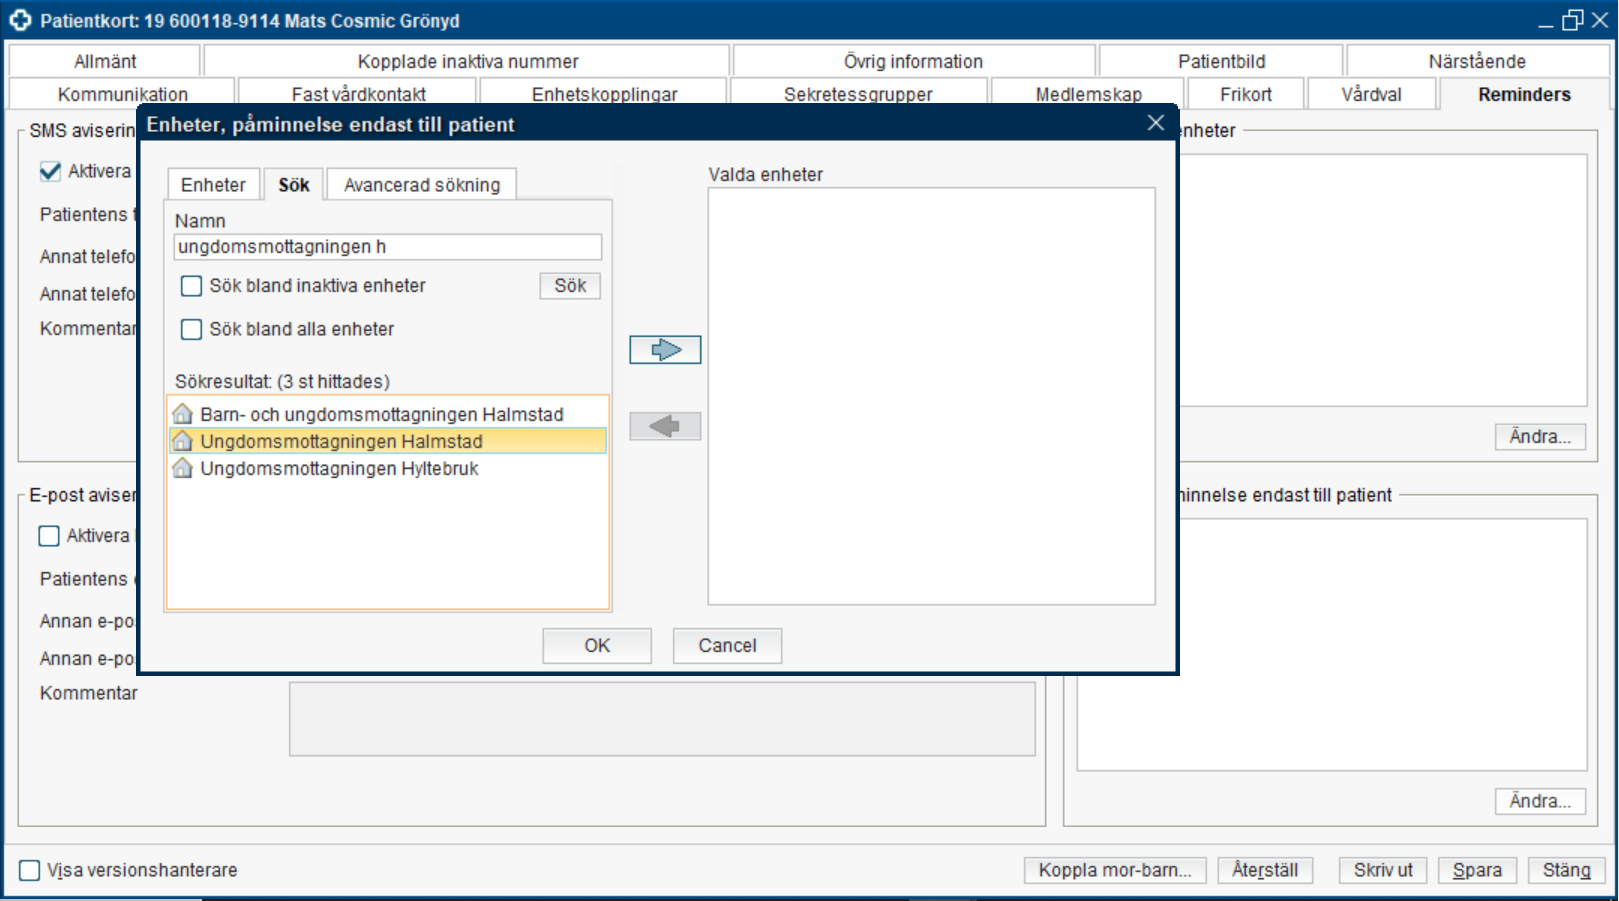 Patientkort: 19 600118-9114 Mats Cosmic Grönyd
Allmänt Kopplade inaktiva nummer Övrig information Patientbild Närstående
Kommunikation Fast vårdkontakt Enhetskopplingar Sekretessgrupper Medlemskap Frikort Vårdval Reminders
SMS aviserin
Aktivera
Patientens
Annat telefo
Annat telefo
Kommentar
enheter
Ändra...
Enheter, påminnelse endast till patient
Enheter Sök Avancerad sökning
Namn
ungdomsmottagningen h
Sök bland inaktiva enheter Sök
Sök bland alla enheter
Sökresultat: (3 st hittades)
Barn- och ungdomsmottagningen Halmstad
Ungdomsmottagningen Halmstad
Ungdomsmottagningen Hyltebruk
Valda enheter
OK Cancel
E-post aviser
Aktivera
Patientens
Annan e-po
Annan e-po
Kommentar
ninnelse endast till patient
Ändra...
Visa versionshanterare Koppla mor-barn... Återställ Skriv ut Spara Stäng